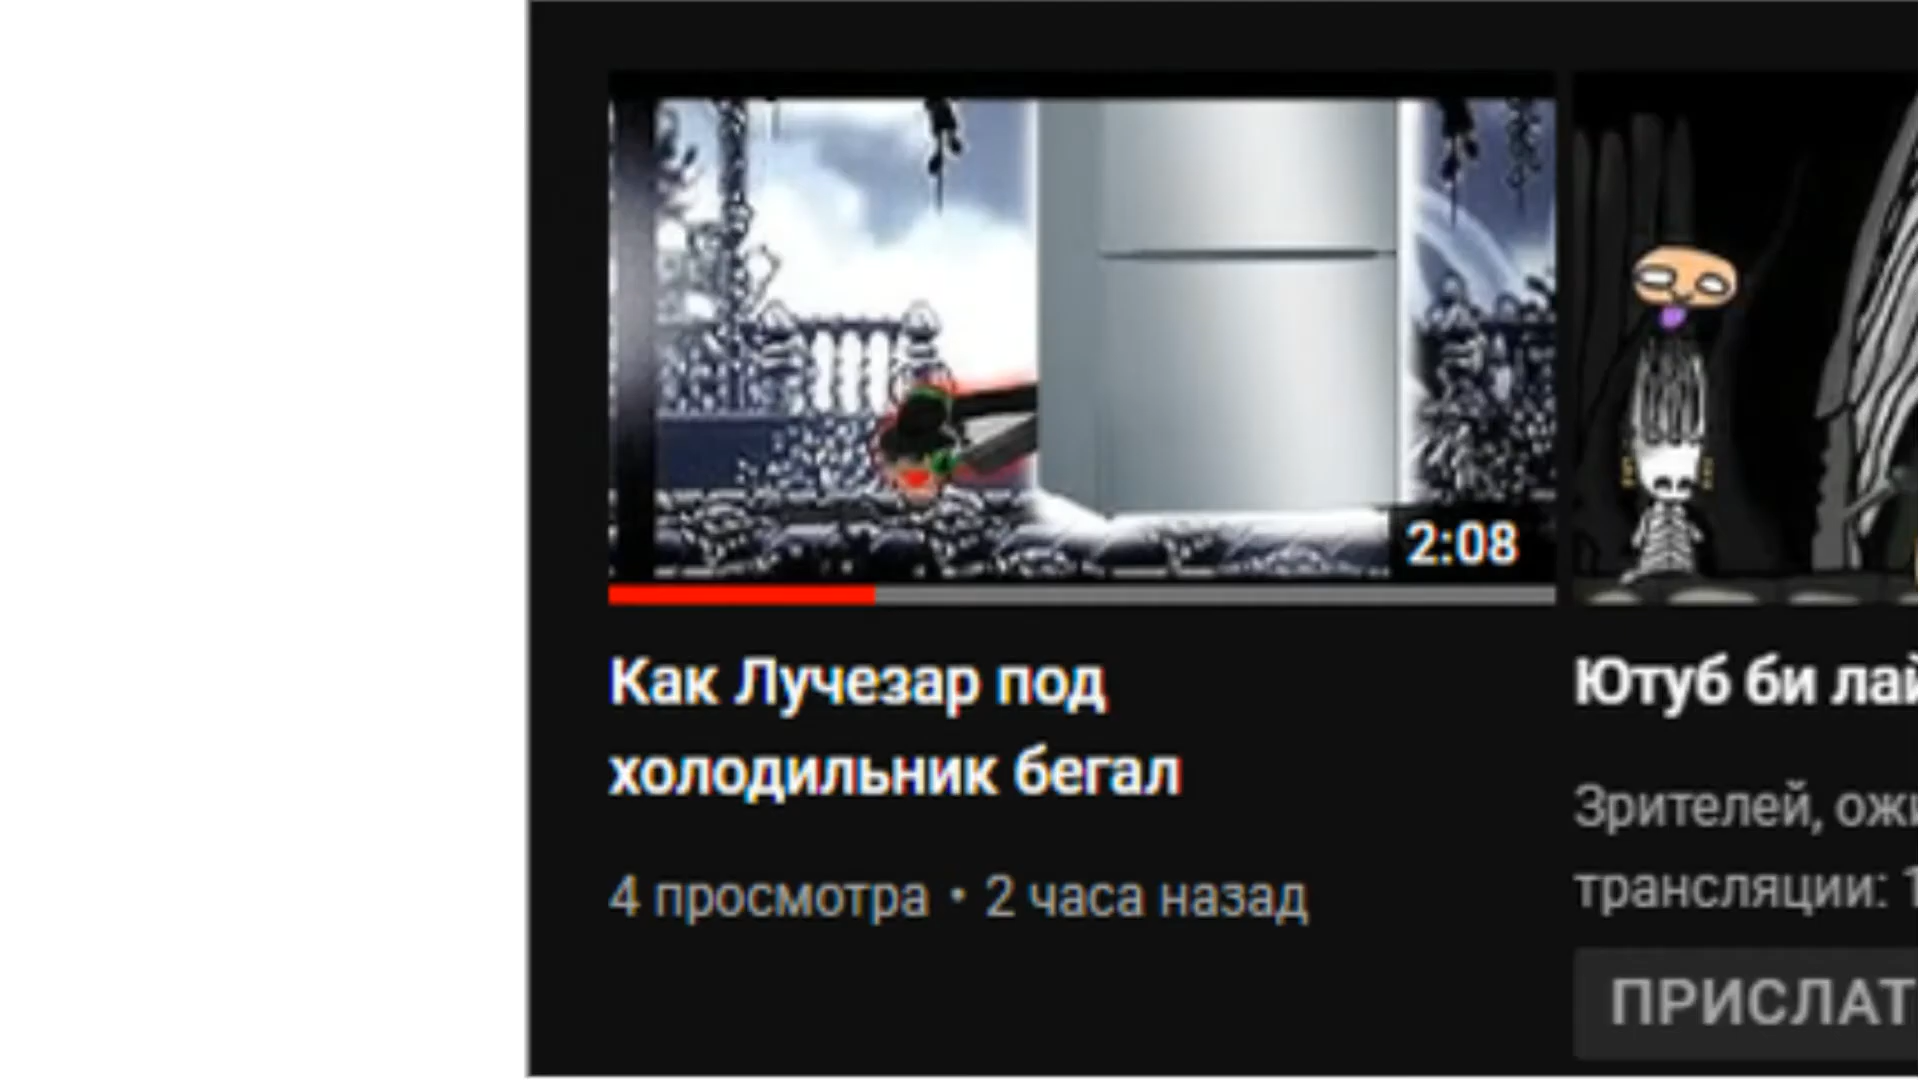 2:08
Как Лучезар под
холодильник бегал
4 просмотра • 2 часа назад
Ютуб би
Зрителей,
трансляции: